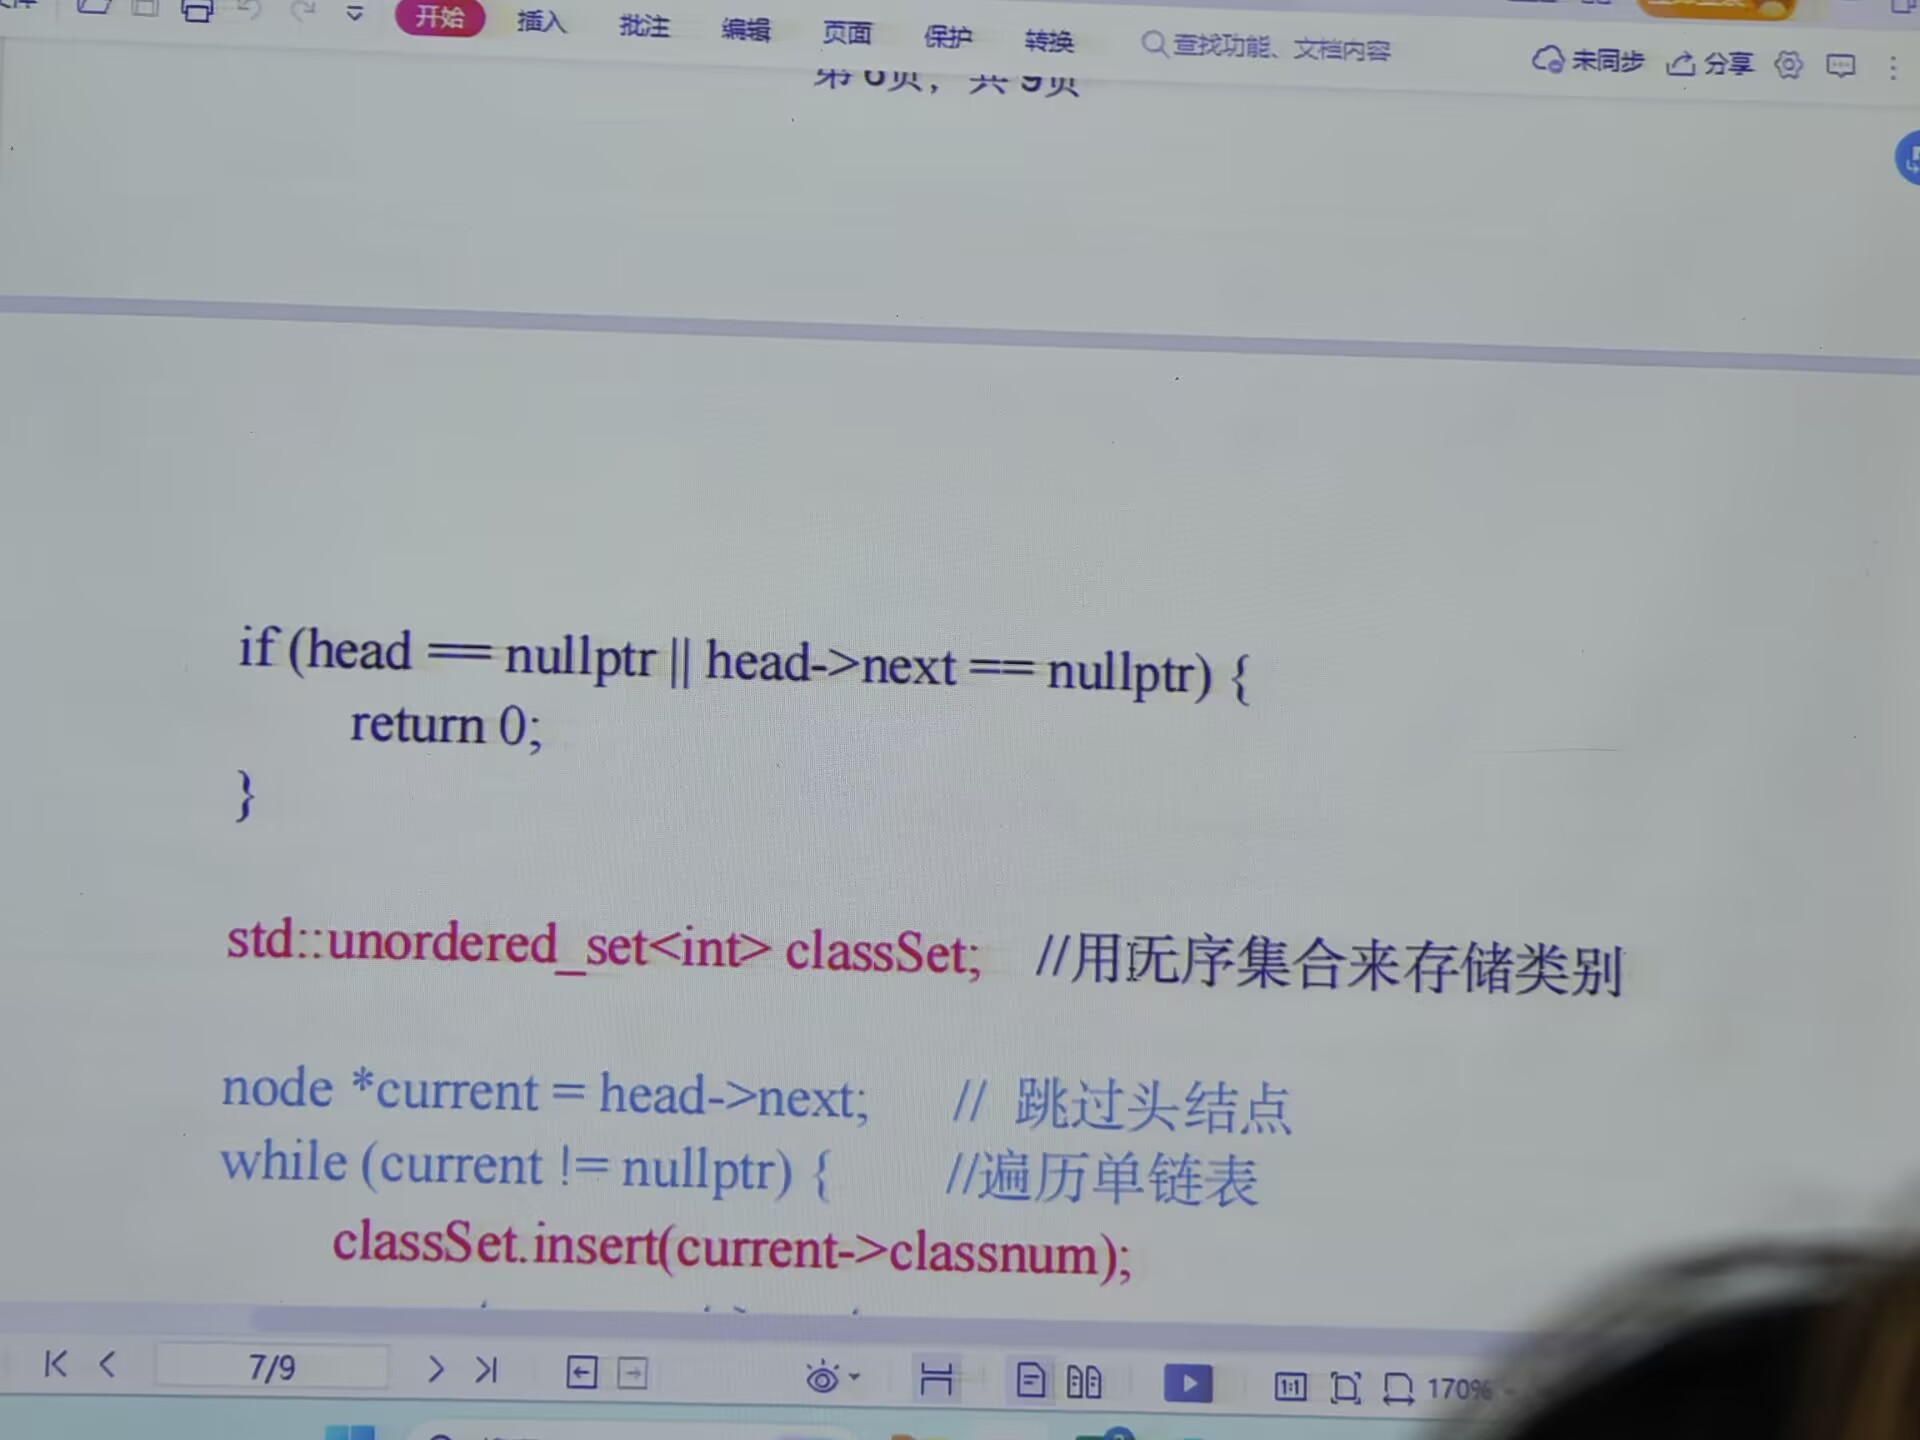 开始 插入 批注 编辑 页面 保护 转换 查找功能、文档内容 未同步 分享
第 6页，共 9页
if (head == nullptr || head->next == nullptr) {
return 0;
}
std::unordered_set<int> classSet; //用无序集合来存储类别
node *current = head->next; // 跳过头结点
while (current != nullptr) { //遍历单链表
classSet.insert(current->classnum);
7/9 1:1 170%